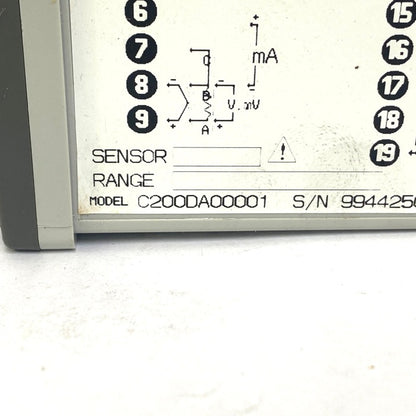 6
15
7
C
mA
16
8
B
V. mV
17
9
A
18
SENSOR
19
RANGE
MODEL C200DA00001 S/N 9944256